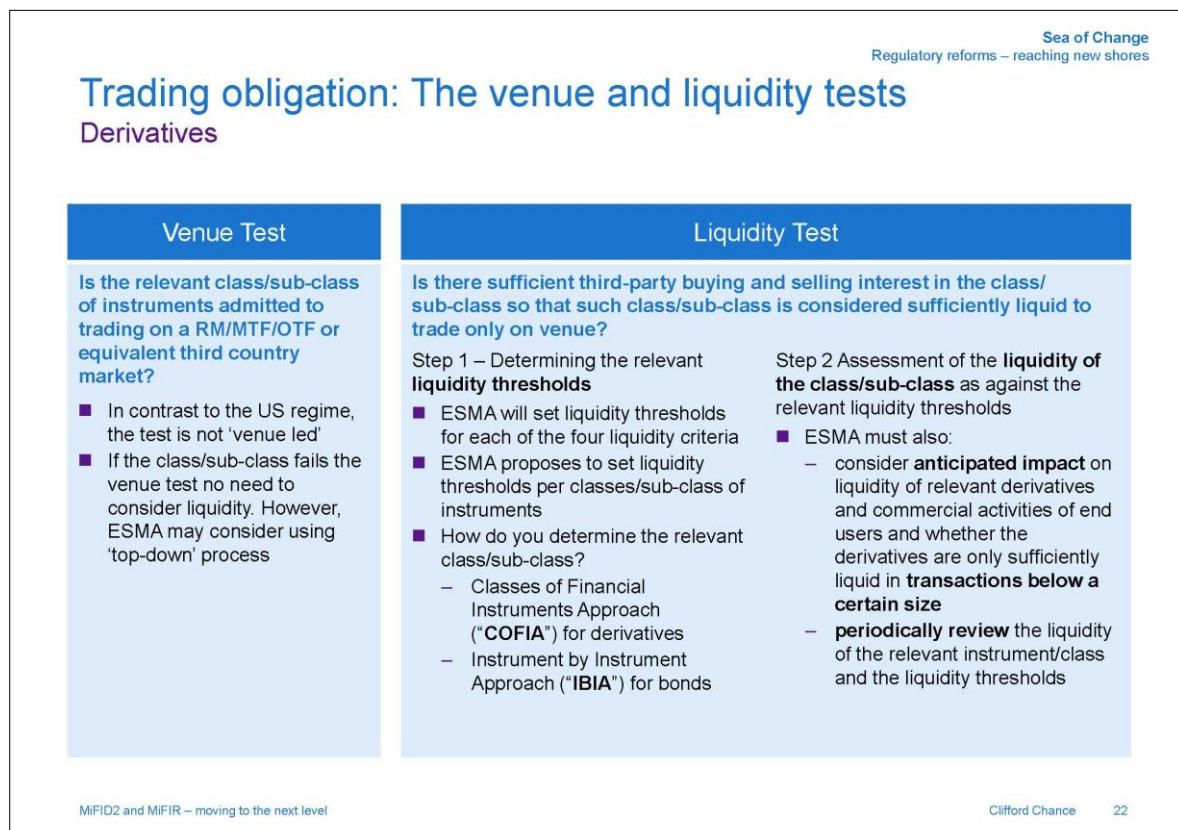 Sea of Change
Regulatory reforms – reaching new shores
Trading obligation: The venue and liquidity tests
Derivatives
Venue Test
Is the relevant class/sub-class
of instruments admitted to
trading on a RM/MTF/OTF or
equivalent third country
market?
■ In contrast to the US regime,
the test is not ‘venue led’
■ If the class/sub-class fails the
venue test no need to
consider liquidity. However,
ESMA may consider using
‘top-down’ process
Liquidity Test
Is there sufficient third-party buying and selling interest in the class/
sub-class so that such class/sub-class is considered sufficiently liquid to
trade only on venue?
Step 1 – Determining the relevant
liquidity thresholds
■ ESMA will set liquidity thresholds
for each of the four liquidity criteria
■ ESMA proposes to set liquidity
thresholds per classes/sub-class of
instruments
■ How do you determine the relevant
class/sub-class?
– Classes of Financial
Instruments Approach
(“COFIA”) for derivatives
– Instrument by Instrument
Approach (“IBIA”) for bonds
Step 2 Assessment of the liquidity of
the class/sub-class as against the
relevant liquidity thresholds
■ ESMA must also:
– consider anticipated impact on
liquidity of relevant derivatives
and commercial activities of end
users and whether the
derivatives are only sufficiently
liquid in transactions below a
certain size
– periodically review the liquidity
of the relevant instrument/class
and the liquidity thresholds
MiFID2 and MiFIR – moving to the next level
Clifford Chance 22